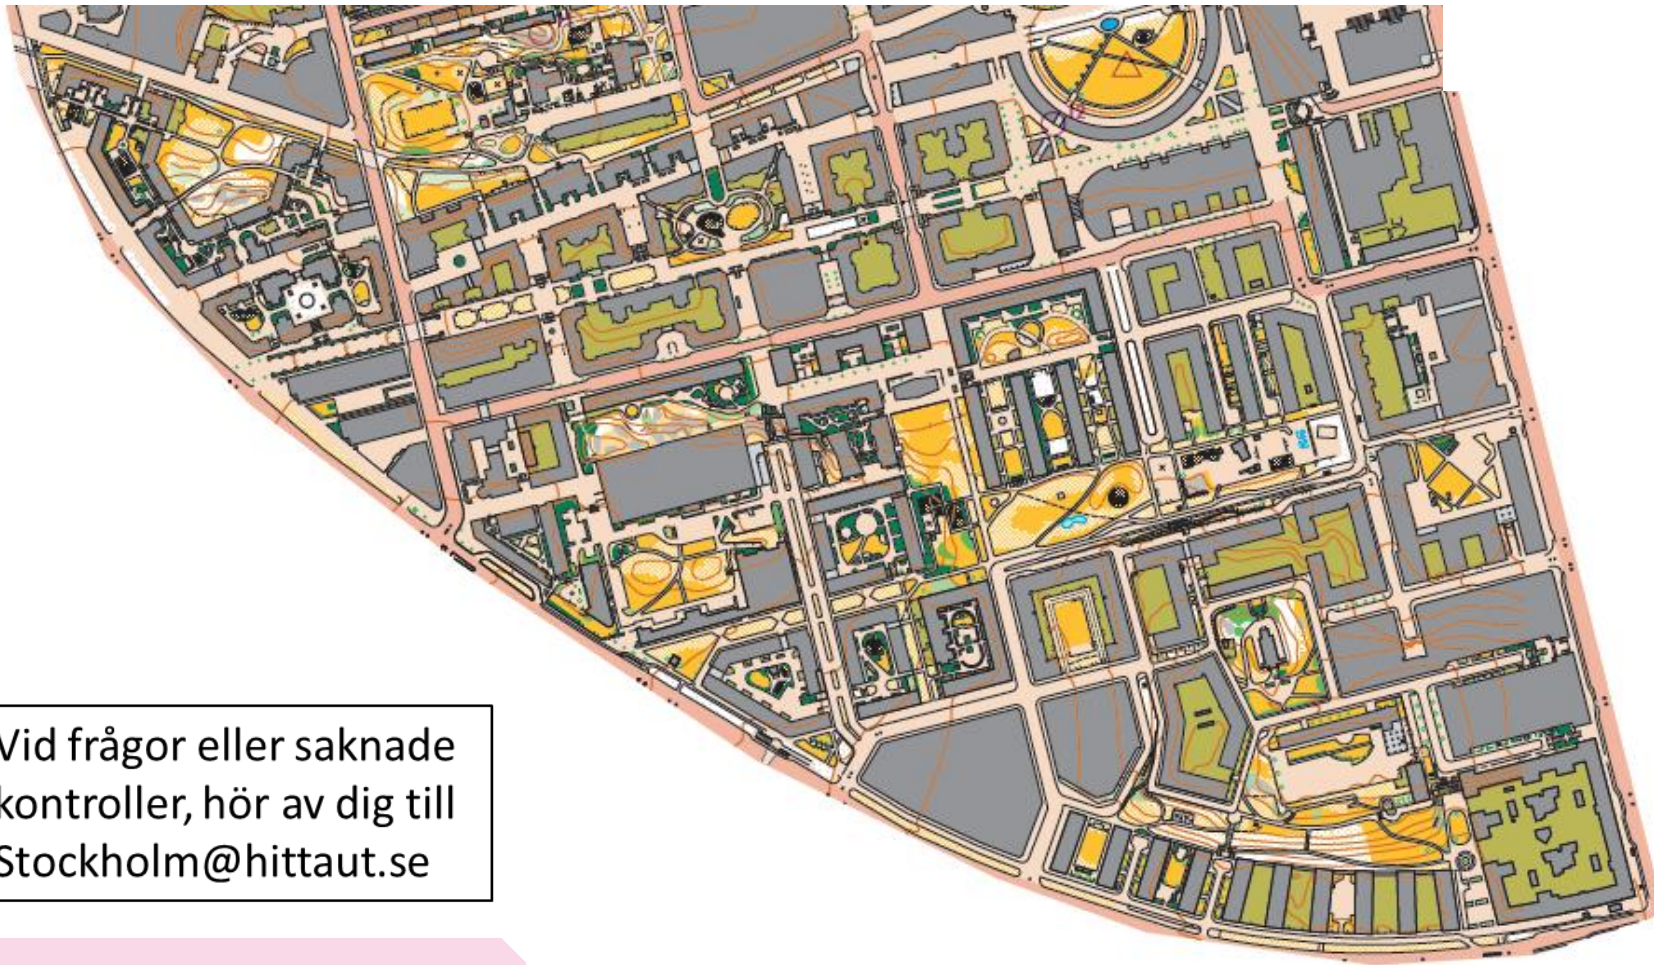 Vid frågor eller saknade
kontroller, hör av dig till
Stockholm@hittaut.se